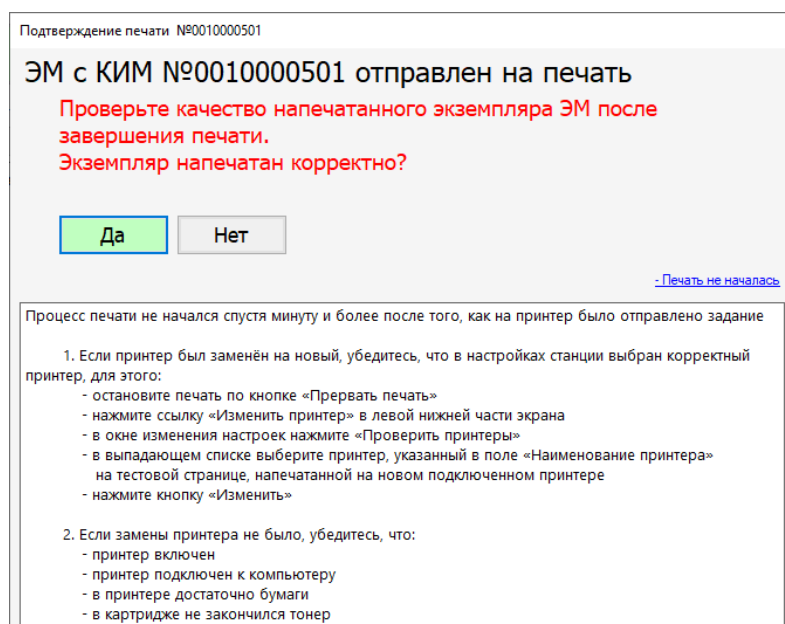 Подтверждение печати №0010000501
ЭМ с КИМ №0010000501 отправлен на печать
Проверьте качество напечатанного экземпляра ЭМ после
завершения печати.
Экземпляр напечатан корректно?
Да
Нет
- Печать не началась
Процесс печати не начался спустя минуту и более после того, как на принтер было отправлено задание
1. Если принтер был заменён на новый, убедитесь, что в настройках станции выбран корректный
принтер, для этого:
- остановите печать по кнопке «Прервать печать»
- нажмите ссылку «Изменить принтер» в левой нижней части экрана
- в окне изменения настроек нажмите «Проверить принтеры»
- в выпадающем списке выберите принтер, указанный в поле «Наименование принтера»
на тестовой странице, напечатанной на новом подключенном принтере
- нажмите кнопку «Изменить»
2. Если замены принтера не было, убедитесь, что:
- принтер включен
- принтер подключен к компьютеру
- в принтере достаточно бумаги
- в картридже не закончился тонер